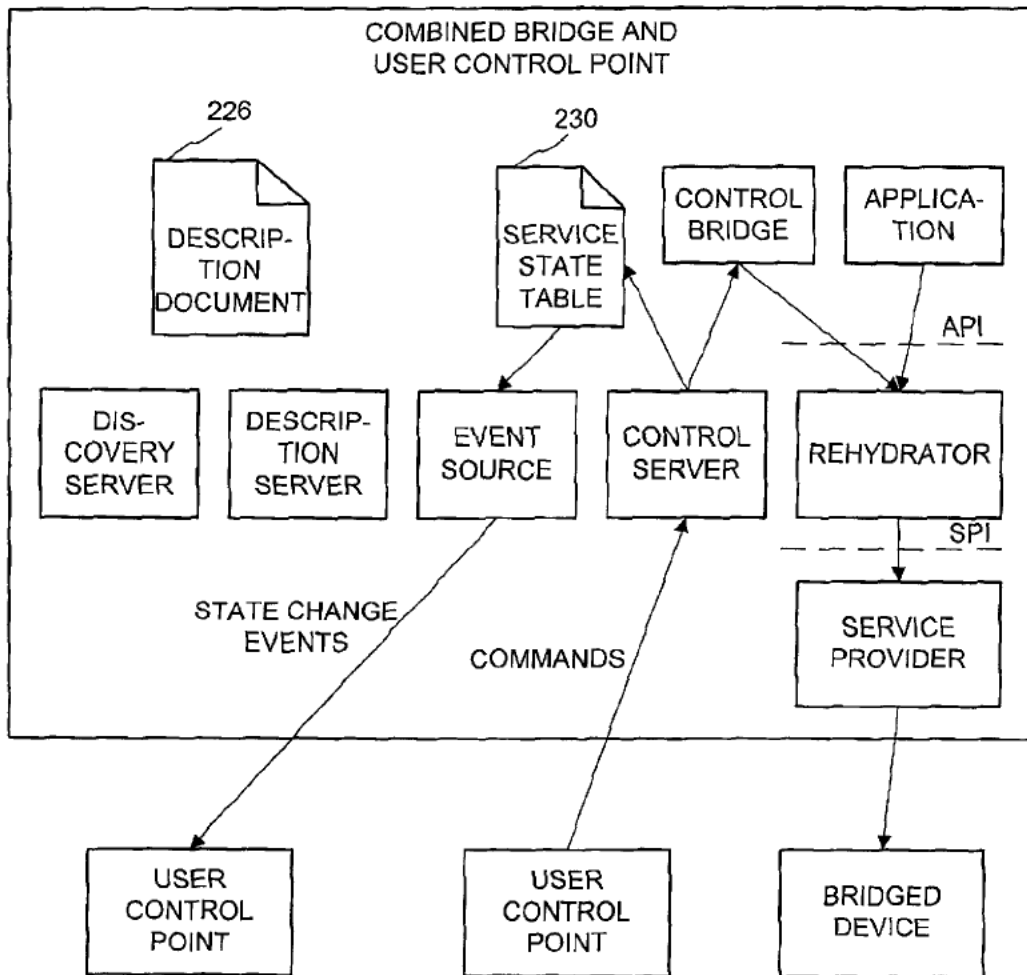 COMBINED BRIDGE AND
USER CONTROL POINT
226
230
DESCRIP-
TION
DOCUMENT
SERVICE
STATE
TABLE
CONTROL
BRIDGE
APPLICA-
TION
API
DIS-
COVERY
SERVER
DESCRIP-
TION
SERVER
EVENT
SOURCE
CONTROL
SERVER
REHYDRATOR
SPI
STATE CHANGE
EVENTS
COMMANDS
SERVICE
PROVIDER
USER
CONTROL
POINT
USER
CONTROL
POINT
BRIDGED
DEVICE